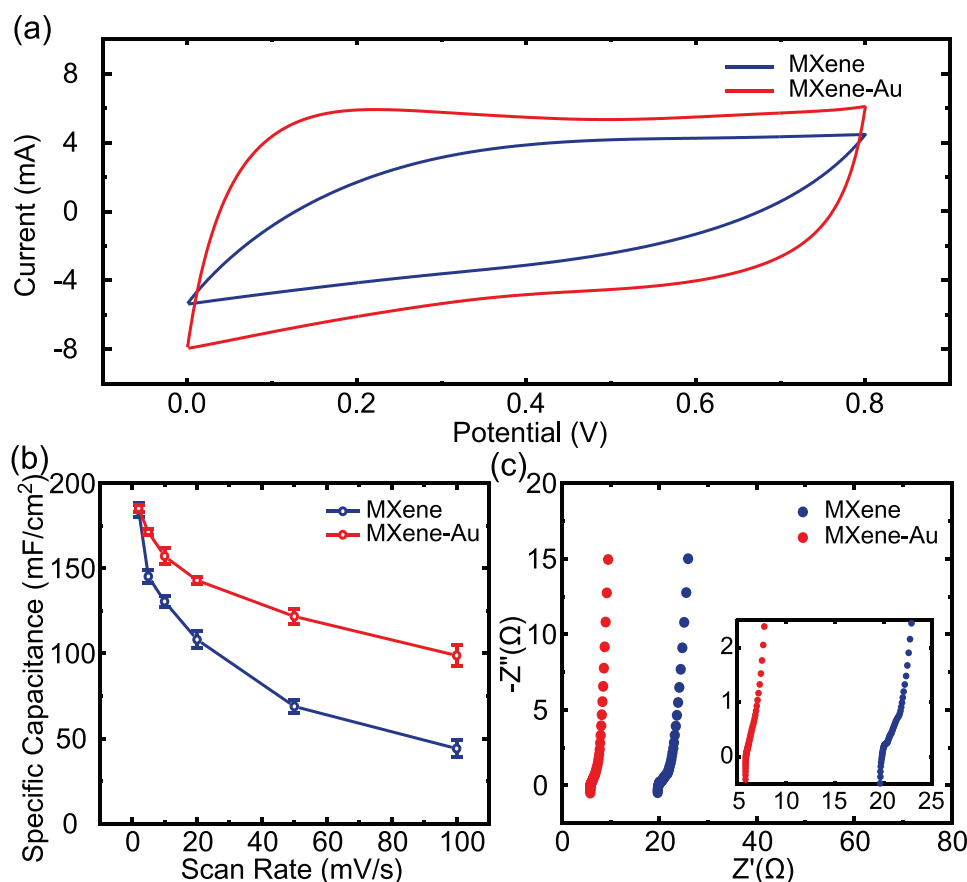 (a)
8
4
0
-4
-8
Current (mA)
MXene
MXene-Au
0.0 0.2 0.4 0.6 0.8
Potential (V)
(b)
200
150
100
50
0
Specific Capacitance (mF/cm²)
MXene
MXene-Au
0 20 40 60 80 100
Scan Rate (mV/s)
(c)
20
15
10
5
0
-Z"(Ω)
MXene
MXene-Au
2
1
0
5 10 15 20 25
0 20 40 60 80
Z'(Ω)